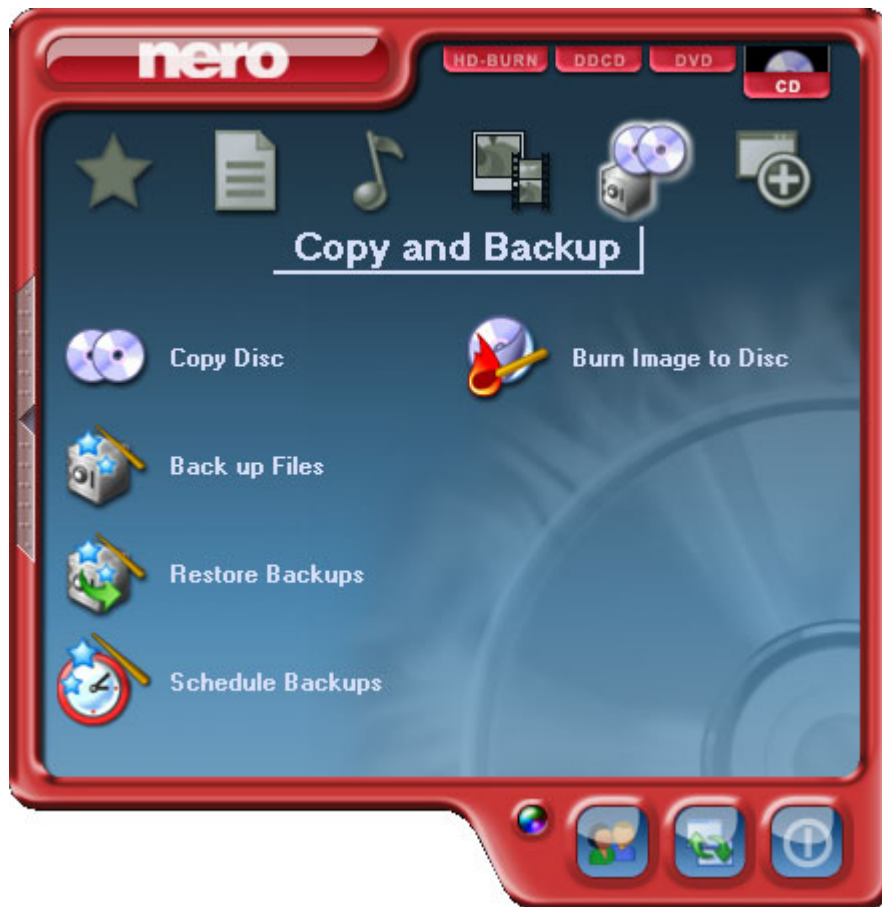 nero
HD-BURN DDCD DVD CD
Copy and Backup
Copy Disc
Burn Image to Disc
Back up Files
Restore Backups
Schedule Backups